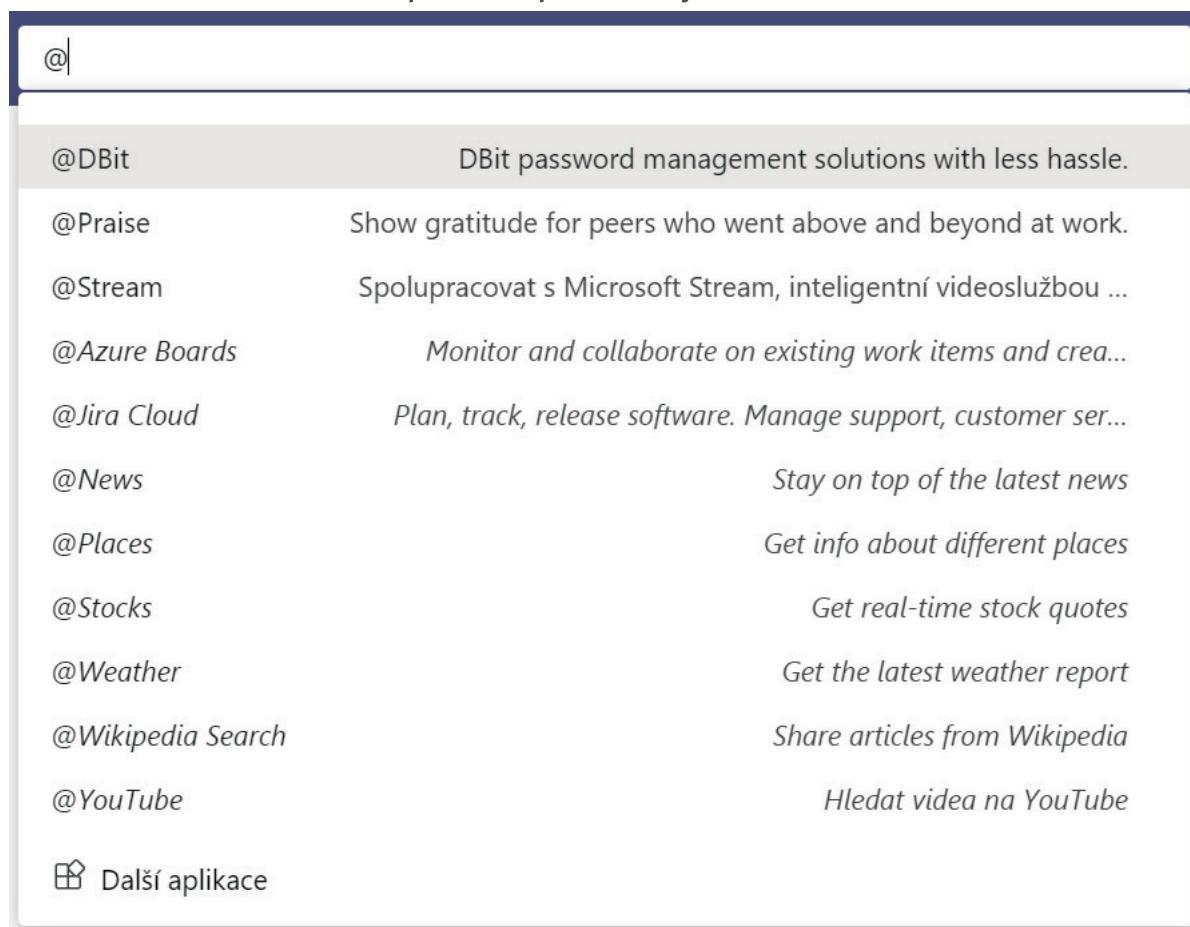 @
@DBit DBit password management solutions with less hassle.
@Praise Show gratitude for peers who went above and beyond at work.
@Stream Spolupracovat s Microsoft Stream, inteligentní videoslužbou ...
@Azure Boards Monitor and collaborate on existing work items and crea...
@Jira Cloud Plan, track, release software. Manage support, customer ser...
@News Stay on top of the latest news
@Places Get info about different places
@Stocks Get real-time stock quotes
@Weather Get the latest weather report
@Wikipedia Search Share articles from Wikipedia
@YouTube Hledat videa na YouTube
Další aplikace